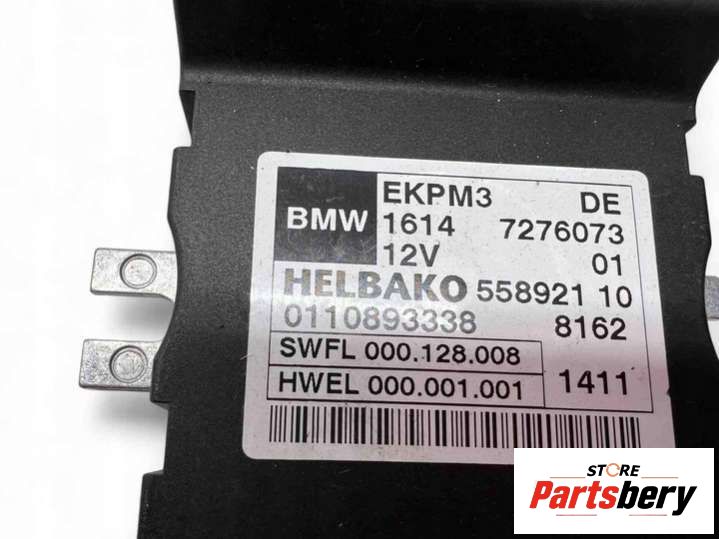 BMW
EKPM3 DE
1614 7276073
12V 01
HELBAKO 558921 10
0110893338 8162
SWFL 000.128.008
HWEL 000.001.001 1411
STORE
Partsbery